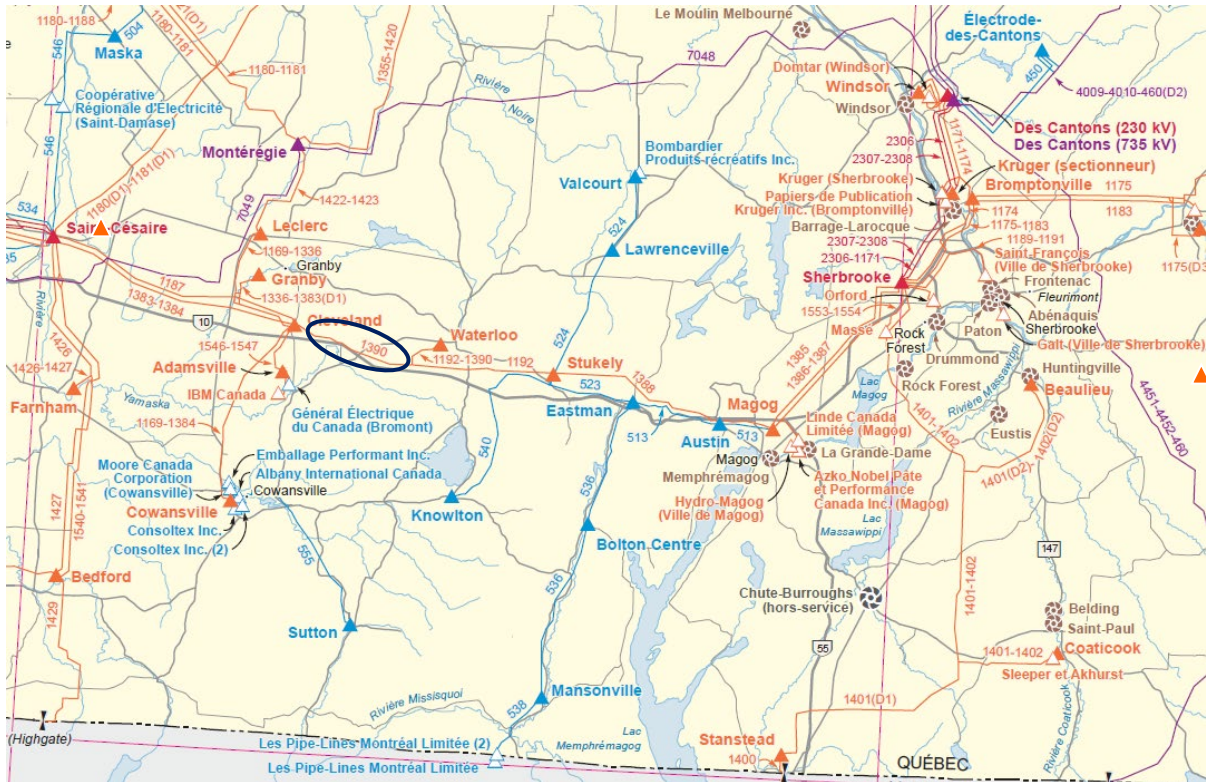 1180-1188
504
546
Maska
1180-1181
1180-1181
1355-1420
Le Moulin Melbourne
7048
Électrode-
des-Cantons
450
4009-4010-460(D2)
Domtar (Windsor)
Windsor
Windsor
Coopérative
Régionale d'Électricité
(Saint-Damase)
546
Rivière
Noire
Montérégie
Des Cantons (230 kV)
Des Cantons (735 kV)
2306
2307-2308
1171-1174
Bombardier
Produits-récréatifs Inc.
Valcourt
Kruger (sectionneur)
Kruger (Sherbrooke)
Bromptonville
1175
1183
Papiers de Publication
Kruger Inc. (Bromptonville)
Barrage-Larocque
1174
1175-1183
1189-1191
1180(D1)-1181(D1)
1422-1423
7049
534
Saint-Césaire
Leclerc
1169-1336
524
Lawrenceville
2307-2308
2306-1171
Saint-François
(Ville de Sherbrooke)
Granby
Granby
1187
1383-1384
1336-1383(D1)
Sherbrooke
Frontenac
Fleurimont
Orford
1553-1554
Abénaquis
Sherbrooke
Paton
Galt (Ville de Sherbrooke)
Rivière
10
Cleveland
1390
Waterloo
524
Masse
Rock
Forest
Drummond
1546-1547
1192-1390
1192
Stukely
1385
1386-1387
1426
1426-1427
Adamsville
IBM Canada
Général Électrique
du Canada (Bromont)
523
1388
Lac
Magog
Rock Forest
Rivière Massawippi
Huntingville
Beaulieu
Farnham
Yamaska
1169-1384
Eastman
513
Austin
513
Magog
Linde Canada
Limitée (Magog)
1401-1402
Eustis
4451-4452-460
540
Emballage Performant Inc.
Albany International Canada
Moore Canada
Corporation
(Cowansville)
Cowansville
Cowansville
Consoltex Inc.
Consoltex Inc. (2)
Magog
Memphrémagog
La Grande-Dame
Azko Nobel Pâte
et Performance
Canada Inc. (Magog)
1401(D2)-1402(D2)
Hydro-Magog
(Ville de Magog)
1427
1540-1541
Knowlton
536
Bolton Centre
Lac
Massawippi
147
555
536
Bedford
1429
Chute-Burroughs
(hors-service)
1401-1402
Belding
Saint-Paul
Sutton
55
1401-1402
Coaticook
Sleeper et Akhurst
Rivière Missisquoi
Mansonville
538
1401(D1)
Rivière Coaticook
(Highgate)
Les Pipe-Lines Montréal Limitée (2)
Les Pipe-Lines Montréal Limitée
Lac
Memphrémagog
Stanstead
1400
QUÉBEC